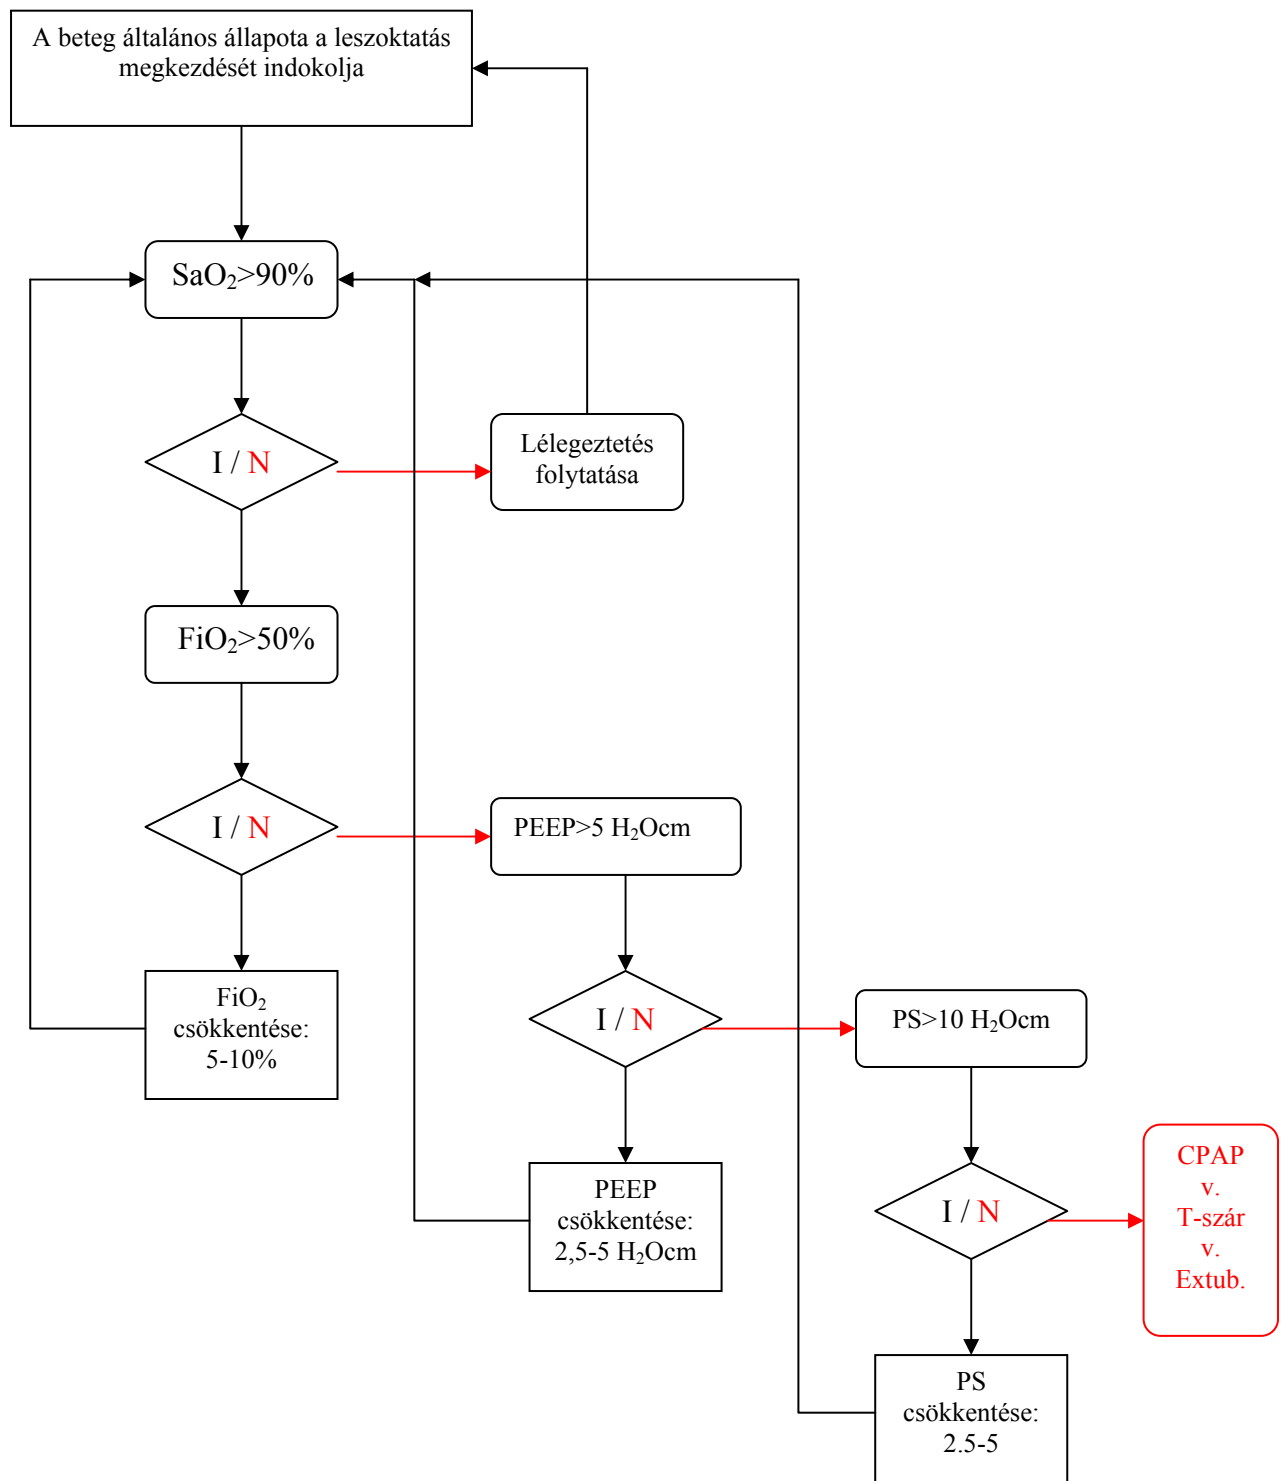 A beteg általános állapota a leszoktatás
megkezdését indokolja
SaO₂>90%
I / N
Lélegeztetés
folytatása
FiO₂>50%
I / N
PEEP>5 H₂Ocm
FiO₂
csökkentése:
5-10%
I / N
PS>10 H₂Ocm
PEEP
csökkentése:
2,5-5 H₂Ocm
I / N
CPAP
v.
T-szár
v.
Extub.
PS
csökkentése:
2.5-5